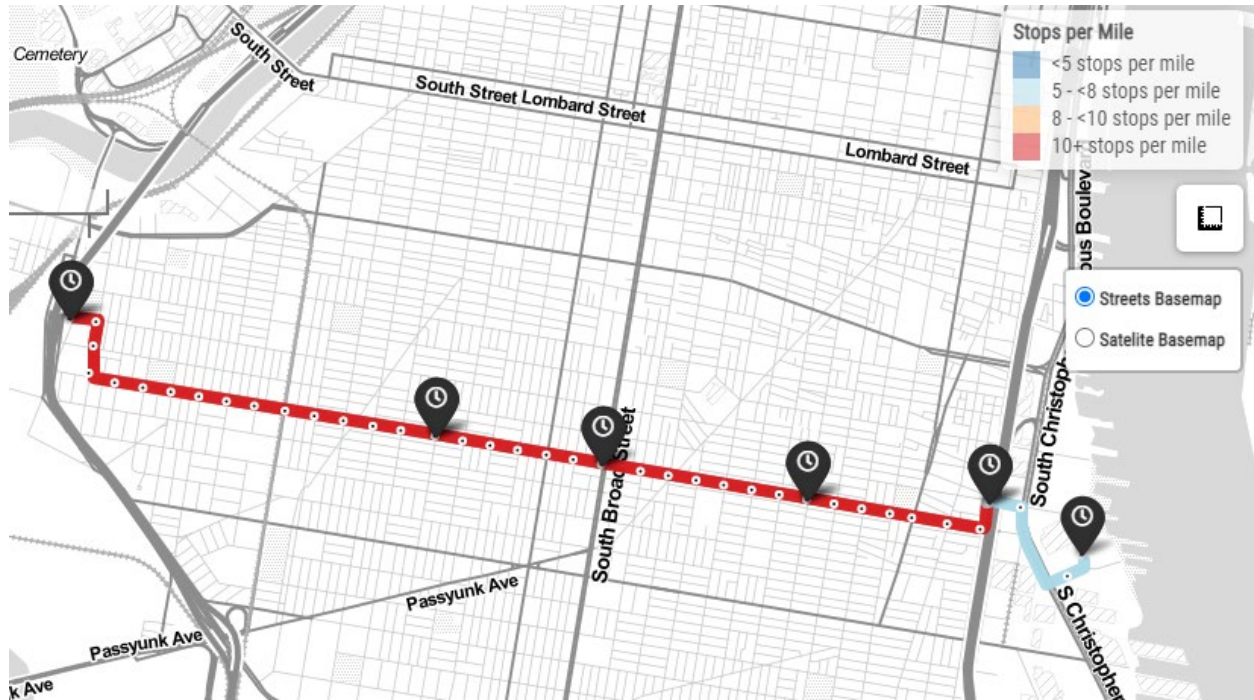 Cemetery
South Street
South Street Lombard Street
Lombard Street
Stops per Mile
<5 stops per mile
5 - <8 stops per mile
8 - <10 stops per mile
10+ stops per mile
Streets Basemap
Satelite Basemap
South Christoph
South Broad Street
Passyunk Ave
Passyunk Ave
k Ave
S Christopher